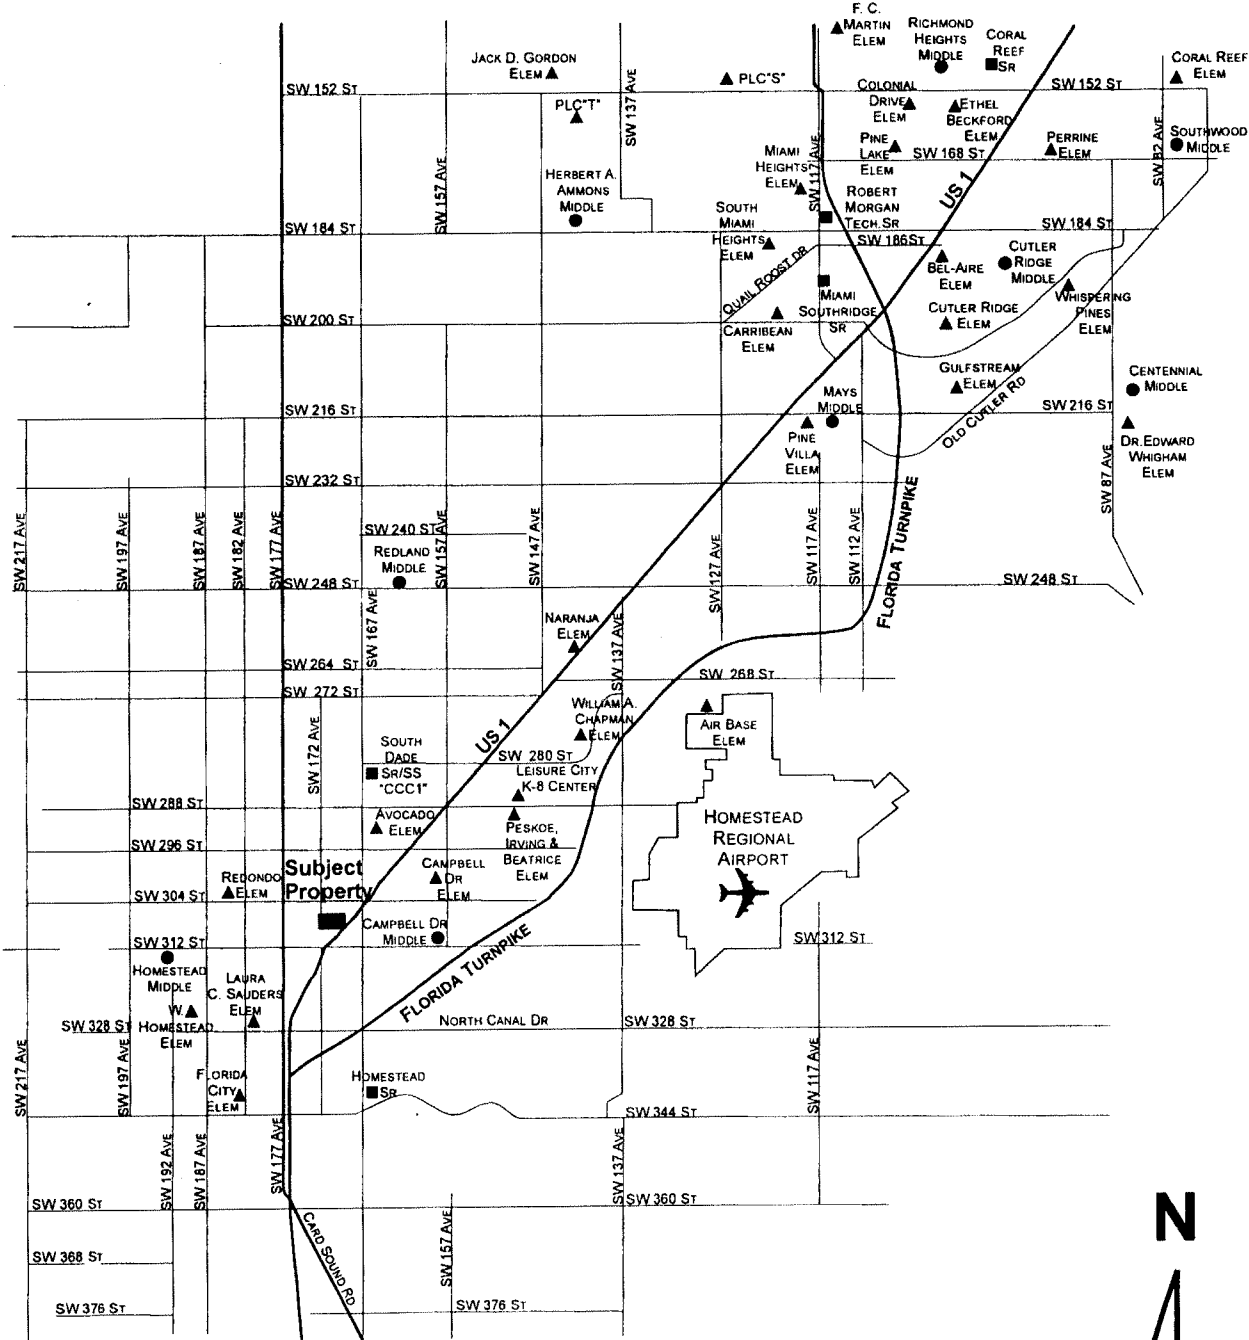 F. C.
MARTIN
ELEM
RICHMOND
HEIGHTS
MIDDLE
CORAL
REEF
SR
JACK D. GORDON
ELEM
PLC"S"
CORAL REEF
ELEM
SW 152 ST
SW 137 AVE
COLONIAL
DRIVE
ELEM
SW 152 ST
PLC"T"
ETHEL
BECKFORD
ELEM
SW 117 AVE
PINE
LAKE
ELEM
SW 168 ST
PERRINE
ELEM
SW 82 AVE
SOUTHWOOD
MIDDLE
MIAMI
HEIGHTS
ELEM
SW 157 AVE
HERBERT A.
AMMONS
MIDDLE
US 1
ROBERT
MORGAN
TECH. SR
SOUTH
MIAMI
HEIGHTS
ELEM
SW 184 ST
SW 184 ST
SW 186 ST
QUAIL ROOST DR
BEL-AIRE
ELEM
CUTLER
RIDGE
MIDDLE
MIAMI
SOUTHRIDGE
SR
WHISPERING
PINES
ELEM
SW 200 ST
CARRIBEAN
ELEM
CUTLER RIDGE
ELEM
GULFSTREAM
ELEM
CENTENNIAL
MIDDLE
MAYS
MIDDLE
OLD CUTLER RD
SW 216 ST
SW 216 ST
PINE
VILLA
ELEM
DR. EDWARD
WHIGHAM
ELEM
SW 87 AVE
SW 232 ST
SW 217 AVE
SW 197 AVE
SW 187 AVE
SW 182 AVE
SW 177 AVE
SW 240 ST
SW 157 AVE
SW 147 AVE
SW 127 AVE
SW 117 AVE
SW 112 AVE
FLORIDA TURNPIKE
REDLAND
MIDDLE
SW 248 ST
SW 248 ST
SW 167 AVE
NARANJA
ELEM
SW 137 AVE
SW 264 ST
SW 268 ST
SW 272 ST
WILLIAM A.
CHAPMAN
ELEM
AIR BASE
ELEM
SW 172 AVE
SOUTH
DADE
SR/SS
"CCC1"
US 1
SW 280 ST
LEISURE CITY
K-8 CENTER
SW 288 ST
AVOCADO
ELEM
PESKOE,
IRVING &
BEATRICE
ELEM
HOMESTEAD
REGIONAL
AIRPORT
SW 296 ST
Subject
Property
REDONDO
ELEM
CAMPBELL
DR
ELEM
SW 304 ST
CAMPBELL DR
MIDDLE
SW 312 ST
SW 312 ST
FLORIDA TURNPIKE
HOMESTEAD
MIDDLE
LAURA
C. SAUDERS
ELEM
W.
HOMESTEAD
ELEM
SW 328 ST
NORTH CANAL DR
SW 328 ST
SW 217 AVE
SW 197 AVE
FLORIDA
CITY
ELEM
HOMESTEAD
SR
SW 117 AVE
SW 344 ST
SW 192 AVE
SW 187 AVE
SW 177 AVE
SW 137 AVE
SW 360 ST
SW 360 ST
CARD SOUND RD
SW 157 AVE
SW 368 ST
SW 376 ST
SW 376 ST
N